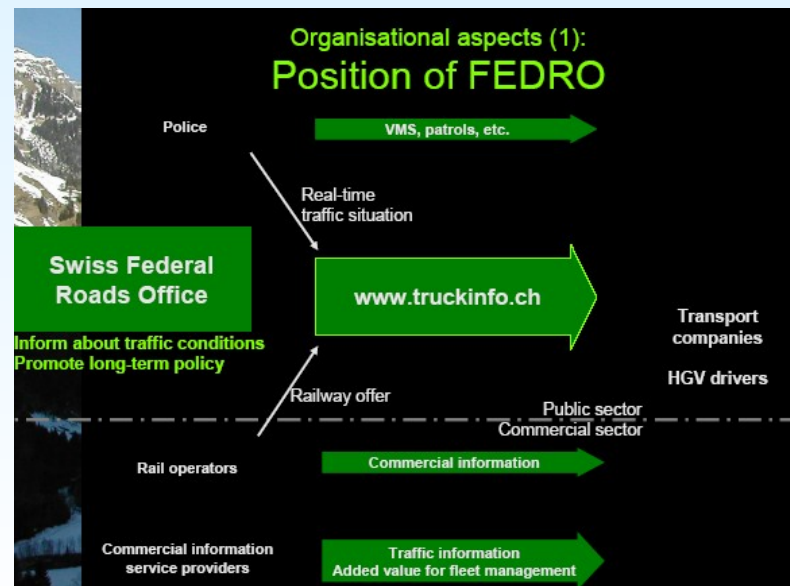 Organisational aspects (1):
Position of FEDRO
Police
VMS, patrols, etc.
Real-time
traffic situation
Swiss Federal
Roads Office
www.truckinfo.ch
Inform about traffic conditions
Promote long-term policy
Transport
companies
HGV drivers
Railway offer
Public sector
Commercial sector
Rail operators
Commercial information
Commercial information
service providers
Traffic information
Added value for fleet management